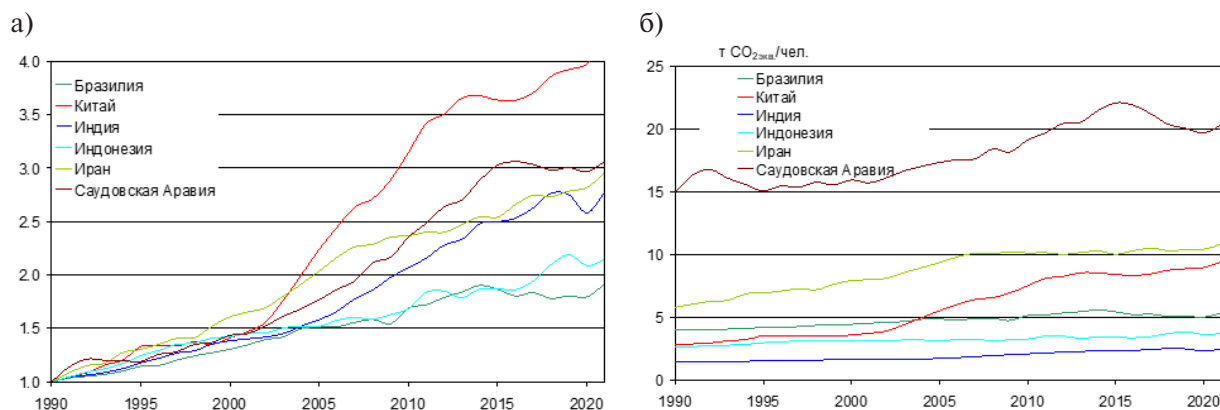 а)
4.0
3.5
3.0
2.5
2.0
1.5
1.0
Бразилия
Китай
Индия
Индонезия
Иран
Саудовская Аравия
1990 1995 2000 2005 2010 2015 2020
б)
т CO₂экв/чел.
25
20
15
10
5
0
Бразилия
Китай
Индия
Индонезия
Иран
Саудовская Аравия
1990 1995 2000 2005 2010 2015 2020